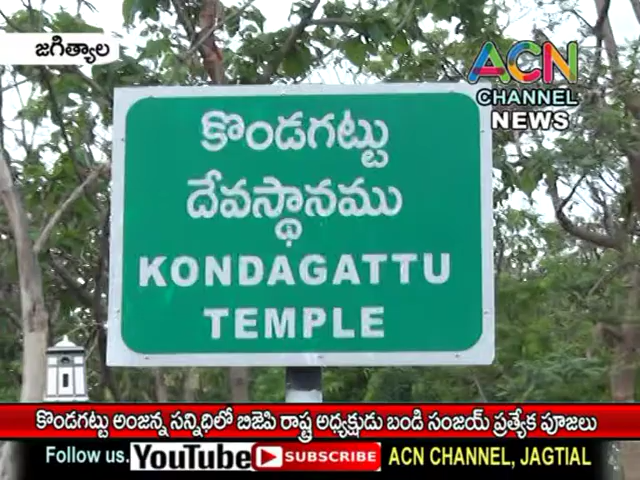 జగిత్యాల
ACN
CHANNEL
NEWS
కొండగట్టు
దేవస్థానము
KONDAGATTU
TEMPLE
కొండగట్టు అంజన్న సన్నిధిలో బిజెపి రాష్ట్ర అధ్యక్షుడు బండి సంజయ్ ప్రత్యేక పూజలు
Follow us. YouTube SUBSCRIBE ACN CHANNEL, JAGTIAL